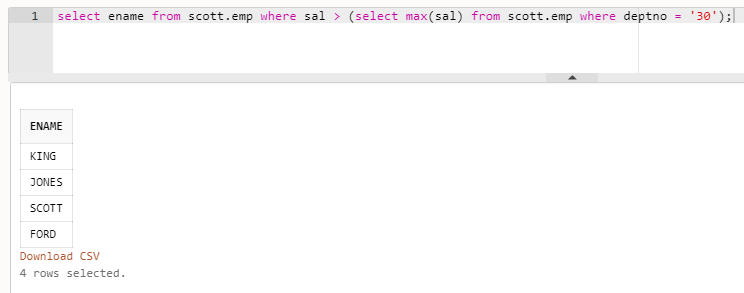 1 select ename from scott.emp where sal > (select max(sal) from scott.emp where deptno = '30');
ENAME
KING
JONES
SCOTT
FORD
Download CSV
4 rows selected.